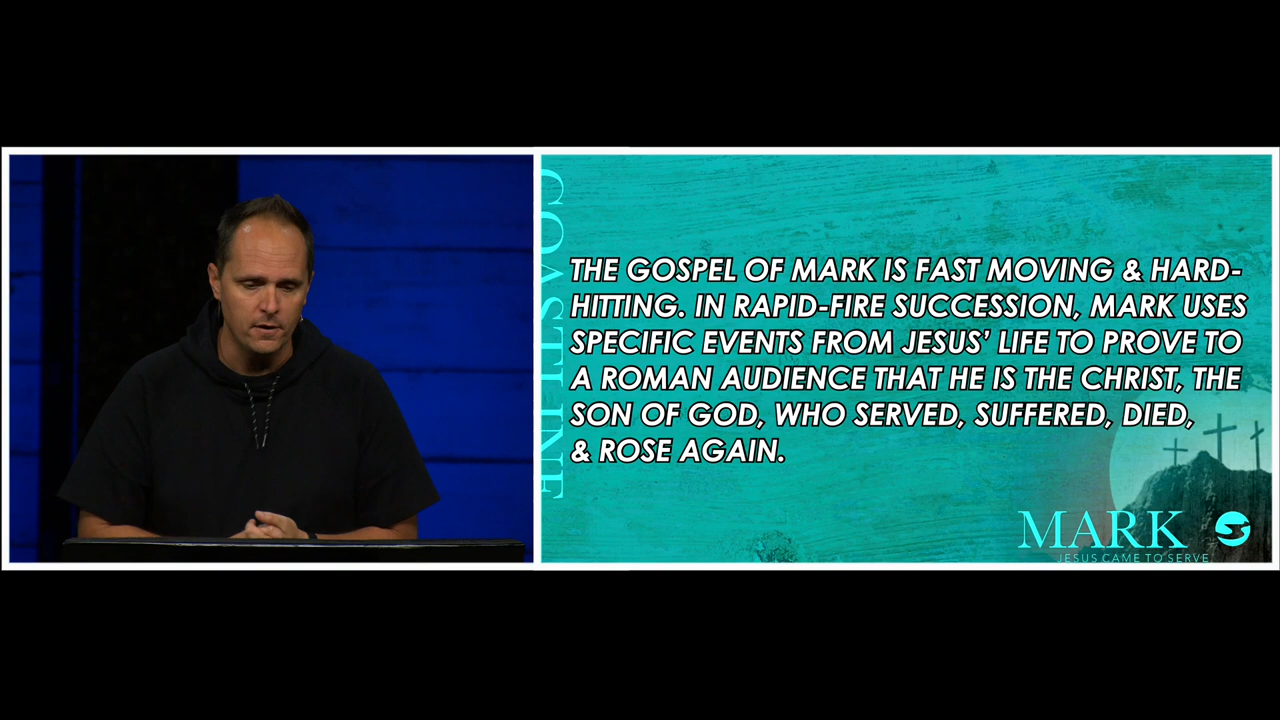 COASTLINE
THE GOSPEL OF MARK IS FAST MOVING & HARD-
HITTING. IN RAPID-FIRE SUCCESSION, MARK USES
SPECIFIC EVENTS FROM JESUS’ LIFE TO PROVE TO
A ROMAN AUDIENCE THAT HE IS THE CHRIST, THE
SON OF GOD, WHO SERVED, SUFFERED, DIED,
& ROSE AGAIN.
MARK
JESUS CAME TO SERVE